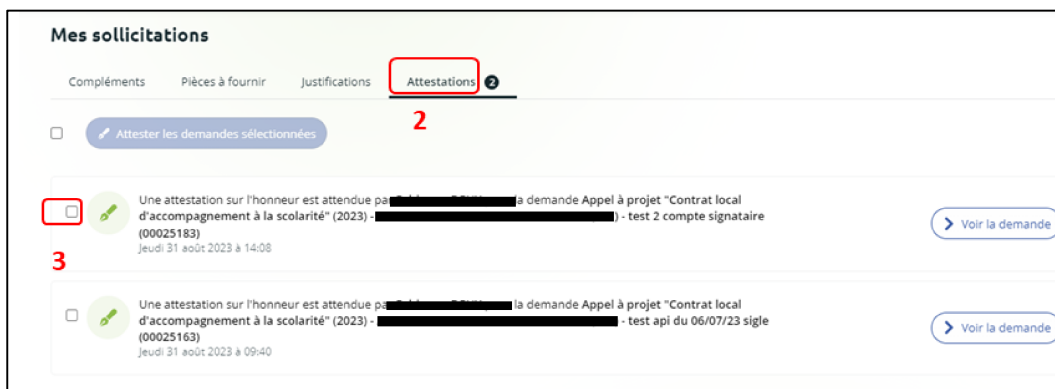 Mes sollicitations
Compléments Pièces à fournir Justifications Attestations 2
2
Attester les demandes sélectionnées
Une attestation sur l'honneur est attendue la demande Appel à projet "Contrat local
d'accompagnement à la scolarité" (2023) - ) - test 2 compte signataire
(00025183)
Jeudi 31 août 2023 à 14:08
Voir la demande
3
Une attestation sur l'honneur est attendue la demande Appel à projet "Contrat local
d'accompagnement à la scolarité" (2023) - - test api du 06/07/23 sigle
(00025163)
Jeudi 31 août 2023 à 09:40
Voir la demande